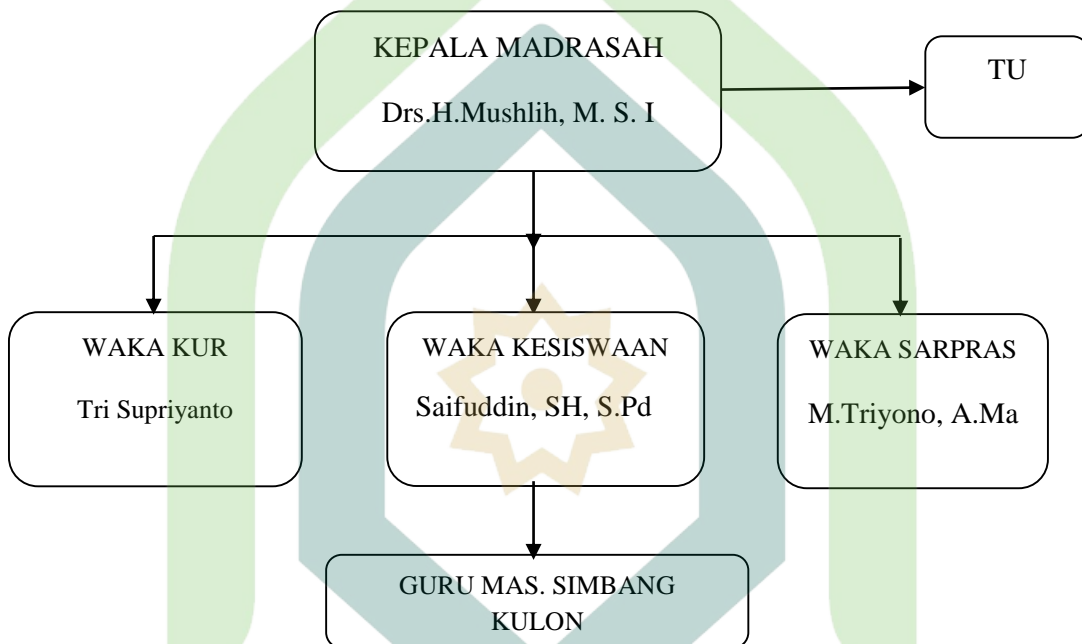 KEPALA MADRASAH
Drs.H.Mushlih, M. S. I
TU
WAKA KUR
Tri Supriyanto
WAKA KESISWAAN
Saifuddin, SH, S.Pd
WAKA SARPRAS
M.Triyono, A.Ma
GURU MAS. SIMBANG
KULON